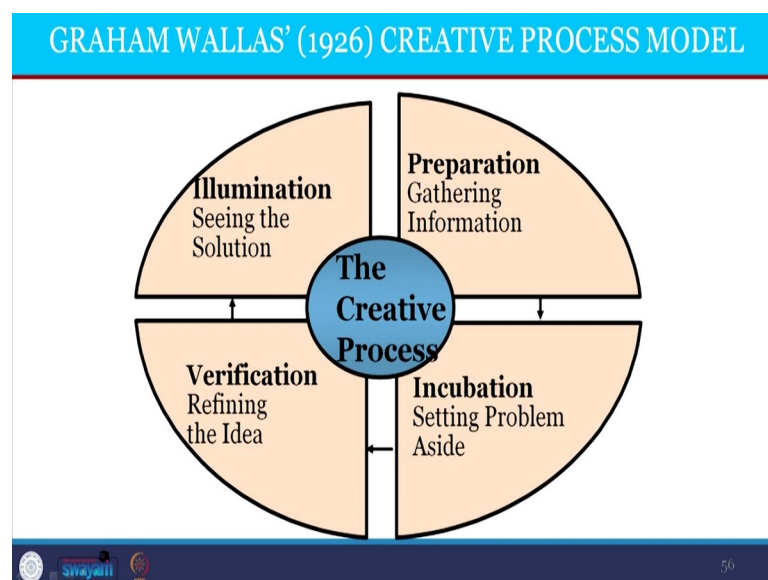 GRAHAM WALLAS’ (1926) CREATIVE PROCESS MODEL
Illumination
Seeing the
Solution
Preparation
Gathering
Information
The
Creative
Process
Verification
Refining
the Idea
Incubation
Setting Problem
Aside
swayam
56